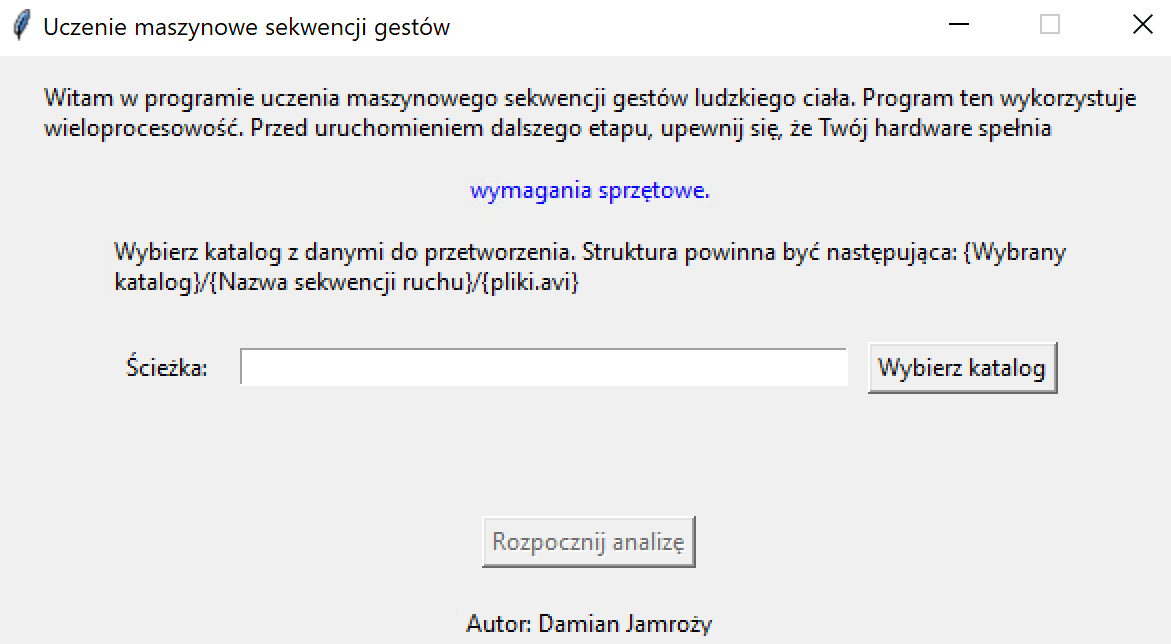 Uczenie maszynowe sekwencji gestów
Witam w programie uczenia maszynowego sekwencji gestów ludzkiego ciała. Program ten wykorzystuje
wieloprocesowość. Przed uruchomieniem dalszego etapu, upewnij się, że Twój hardware spełnia
wymagania sprzętowe.
Wybierz katalog z danymi do przetworzenia. Struktura powinna być następująca: {Wybrany
katalog}/{Nazwa sekwencji ruchu}/{pliki.avi}
Ścieżka:
Wybierz katalog
Rozpocznij analizę
Autor: Damian Jamroży